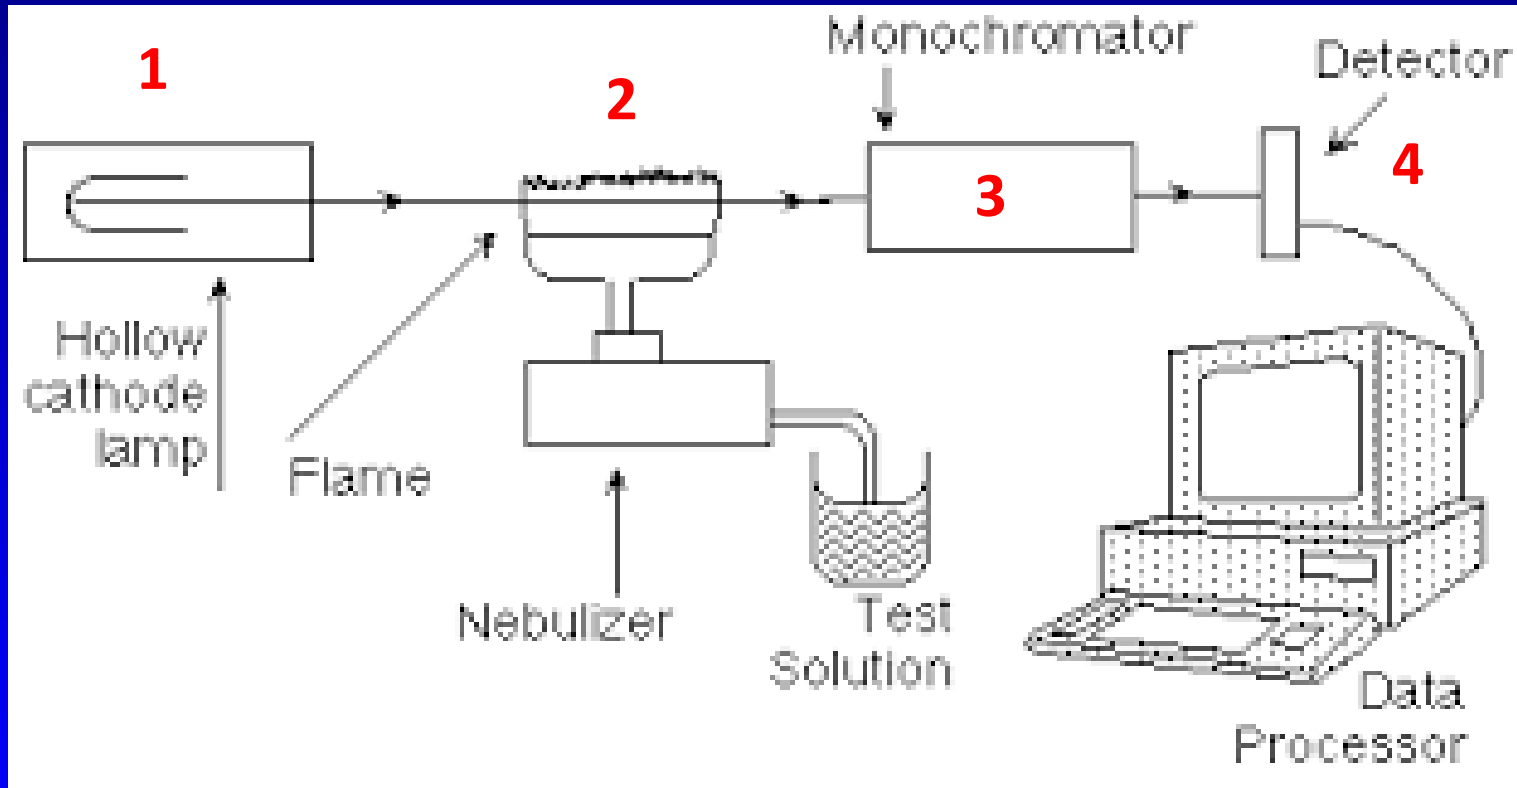 1
2
Monochromator
Detector
3
4
Hollow
cathode
lamp
Flame
Nebulizer
Test
Solution
Data
Processor